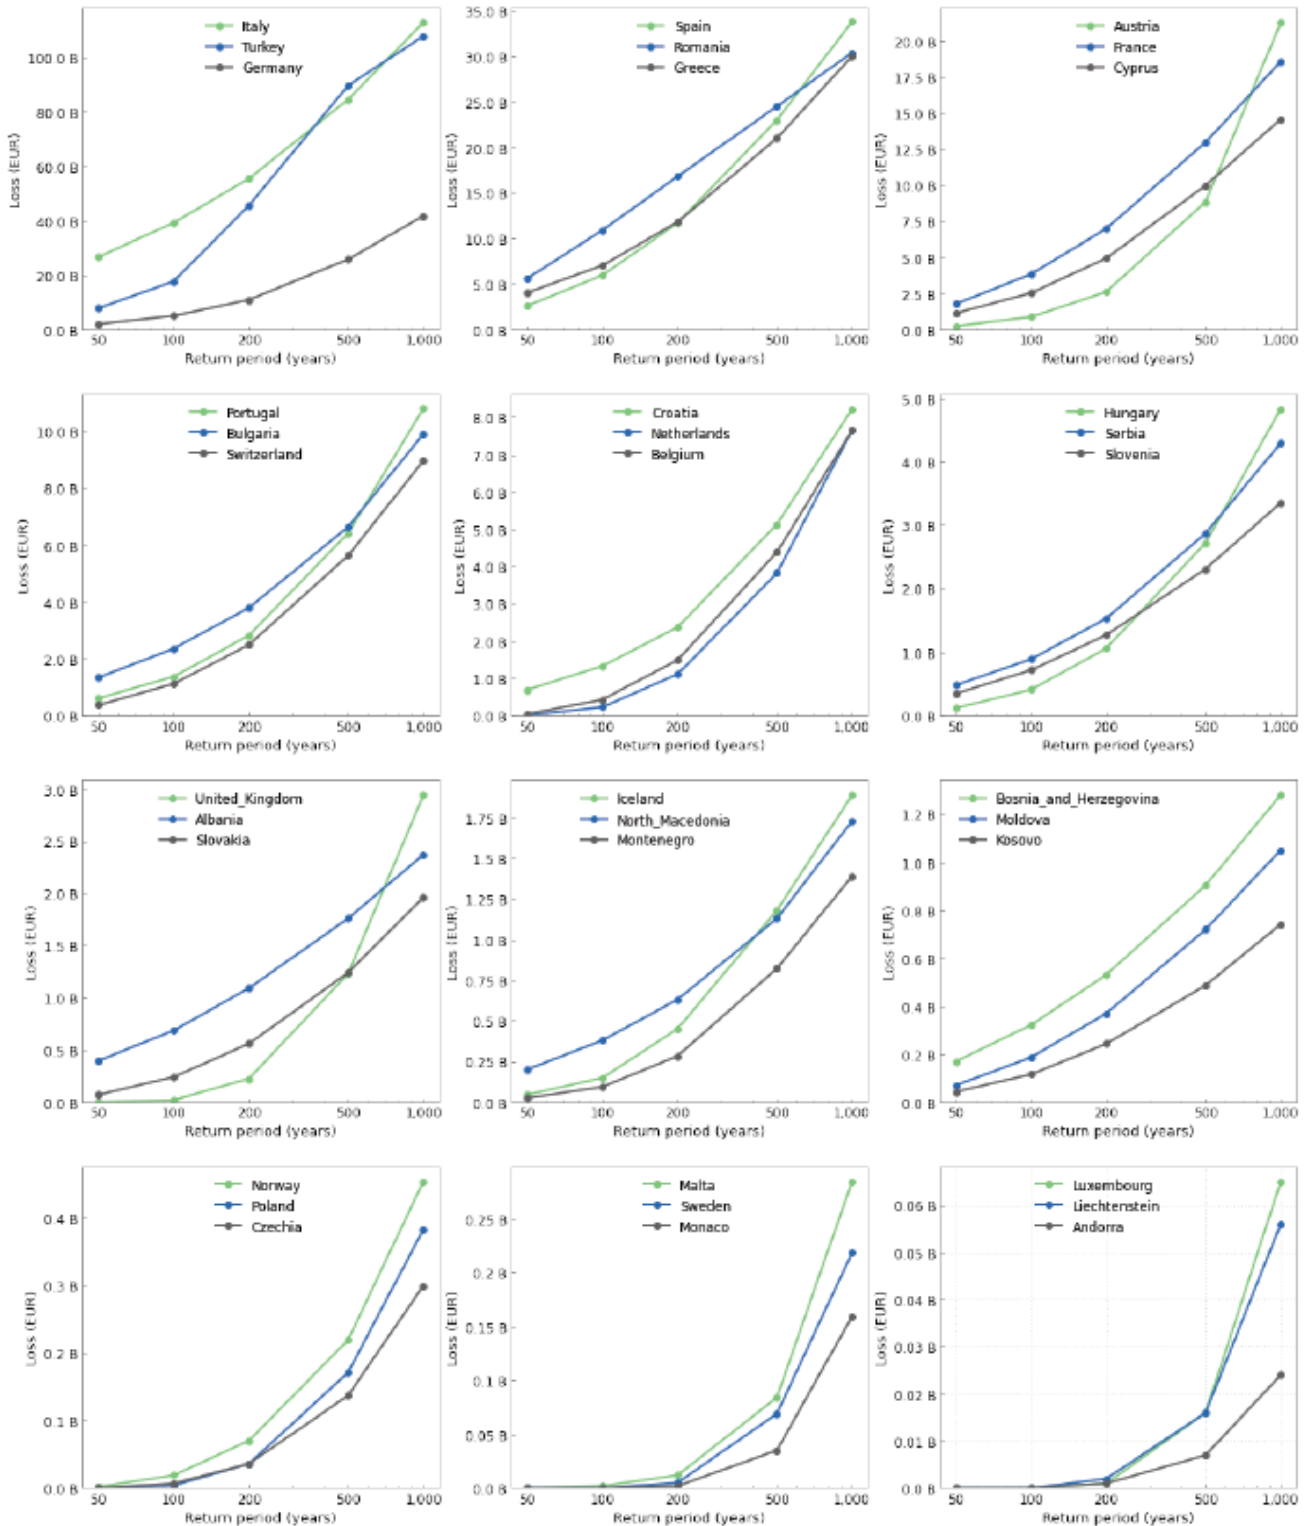 Italy
Turkey
Germany
100.0 B
80.0 B
60.0 B
40.0 B
20.0 B
0.0 B
Loss (EUR)
50 100 200 500 1,000
Return period (years)
Spain
Romania
Greece
35.0 B
30.0 B
25.0 B
20.0 B
15.0 B
10.0 B
5.0 B
0.0 B
Loss (EUR)
50 100 200 500 1,000
Return period (years)
Austria
France
Cyprus
20.0 B
17.5 B
15.0 B
12.5 B
10.0 B
7.5 B
5.0 B
2.5 B
0.0 B
Loss (EUR)
50 100 200 500 1,000
Return period (years)
Portugal
Bulgaria
Switzerland
10.0 B
8.0 B
6.0 B
4.0 B
2.0 B
0.0 B
Loss (EUR)
50 100 200 500 1,000
Return period (years)
Croatia
Netherlands
Belgium
8.0 B
7.0 B
6.0 B
5.0 B
4.0 B
3.0 B
2.0 B
1.0 B
0.0 B
Loss (EUR)
50 100 200 500 1,000
Return period (years)
Hungary
Serbia
Slovenia
5.0 B
4.0 B
3.0 B
2.0 B
1.0 B
0.0 B
Loss (EUR)
50 100 200 500 1,000
Return period (years)
United_Kingdom
Albania
Slovakia
3.0 B
2.5 B
2.0 B
1.5 B
1.0 B
0.5 B
0.0 B
Loss (EUR)
50 100 200 500 1,000
Return period (years)
Iceland
North_Macedonia
Montenegro
1.75 B
1.5 B
1.25 B
1.0 B
0.75 B
0.5 B
0.25 B
0.0 B
Loss (EUR)
50 100 200 500 1,000
Return period (years)
Bosnia_and_Herzegovina
Moldova
Kosovo
1.2 B
1.0 B
0.8 B
0.6 B
0.4 B
0.2 B
0.0 B
Loss (EUR)
50 100 200 500 1,000
Return period (years)
Norway
Poland
Czechia
0.4 B
0.3 B
0.2 B
0.1 B
0.0 B
Loss (EUR)
50 100 200 500 1,000
Return period (years)
Malta
Sweden
Monaco
0.25 B
0.2 B
0.15 B
0.1 B
0.05 B
0.0 B
Loss (EUR)
50 100 200 500 1,000
Return period (years)
Luxembourg
Liechtenstein
Andorra
0.06 B
0.05 B
0.04 B
0.03 B
0.02 B
0.01 B
0.0 B
Loss (EUR)
50 100 200 500 1,000
Return period (years)